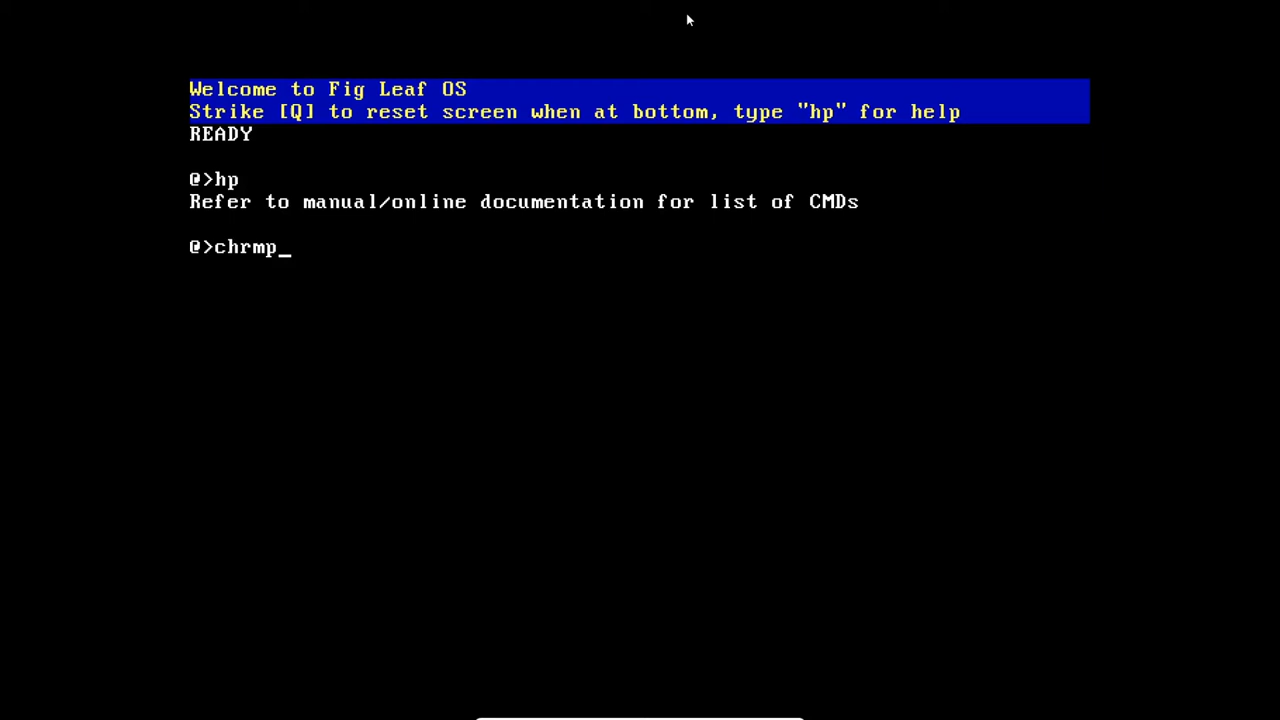 Welcome to Fig Leaf OS
Strike [Q] to reset screen when at bottom, type "hp" for help
READY
@>hp
Refer to manual/online documentation for list of CMDs
@>chrmp_